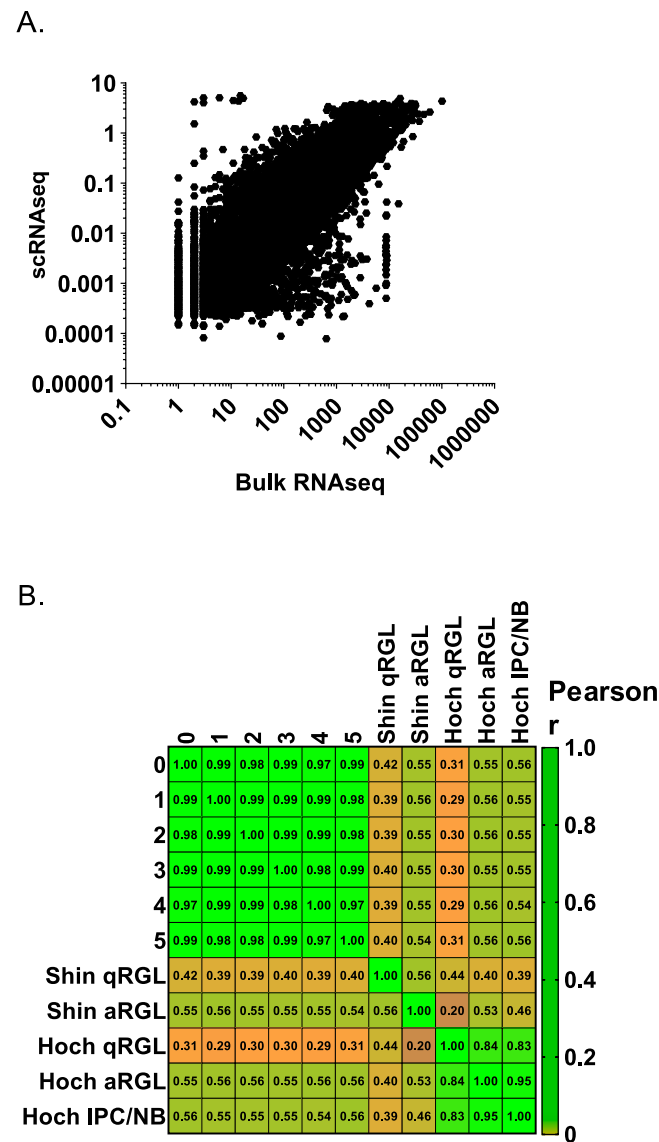 A.
10
1
0.1
0.01
0.001
0.0001
0.00001
scRNAseq
0.1 1 10 100 1000 10000 100000 1000000
Bulk RNAseq
B.
0 1 2 3 4 5 Shin qRGL Shin aRGL Hoch qRGL Hoch aRGL Hoch IPC/NB
Pearson
r
0 1.00 0.99 0.98 0.99 0.97 0.99 0.42 0.55 0.31 0.55 0.56
1 0.99 1.00 0.99 0.99 0.99 0.98 0.39 0.56 0.29 0.56 0.55
2 0.98 0.99 1.00 0.99 0.99 0.98 0.39 0.55 0.30 0.56 0.55
3 0.99 0.99 0.99 1.00 0.98 0.99 0.40 0.55 0.30 0.55 0.55
4 0.97 0.99 0.99 0.98 1.00 0.97 0.39 0.55 0.29 0.56 0.54
5 0.99 0.98 0.98 0.99 0.97 1.00 0.40 0.54 0.31 0.56 0.56
Shin qRGL 0.42 0.39 0.39 0.40 0.39 0.40 1.00 0.56 0.44 0.40 0.39
Shin aRGL 0.55 0.56 0.55 0.55 0.55 0.54 0.56 1.00 0.20 0.53 0.46
Hoch qRGL 0.31 0.29 0.30 0.30 0.29 0.31 0.44 0.20 1.00 0.84 0.83
Hoch aRGL 0.55 0.56 0.56 0.55 0.56 0.56 0.40 0.53 0.84 1.00 0.95
Hoch IPC/NB 0.56 0.55 0.55 0.55 0.54 0.56 0.39 0.46 0.83 0.95 1.00
1.0
0.8
0.6
0.4
0.2
0